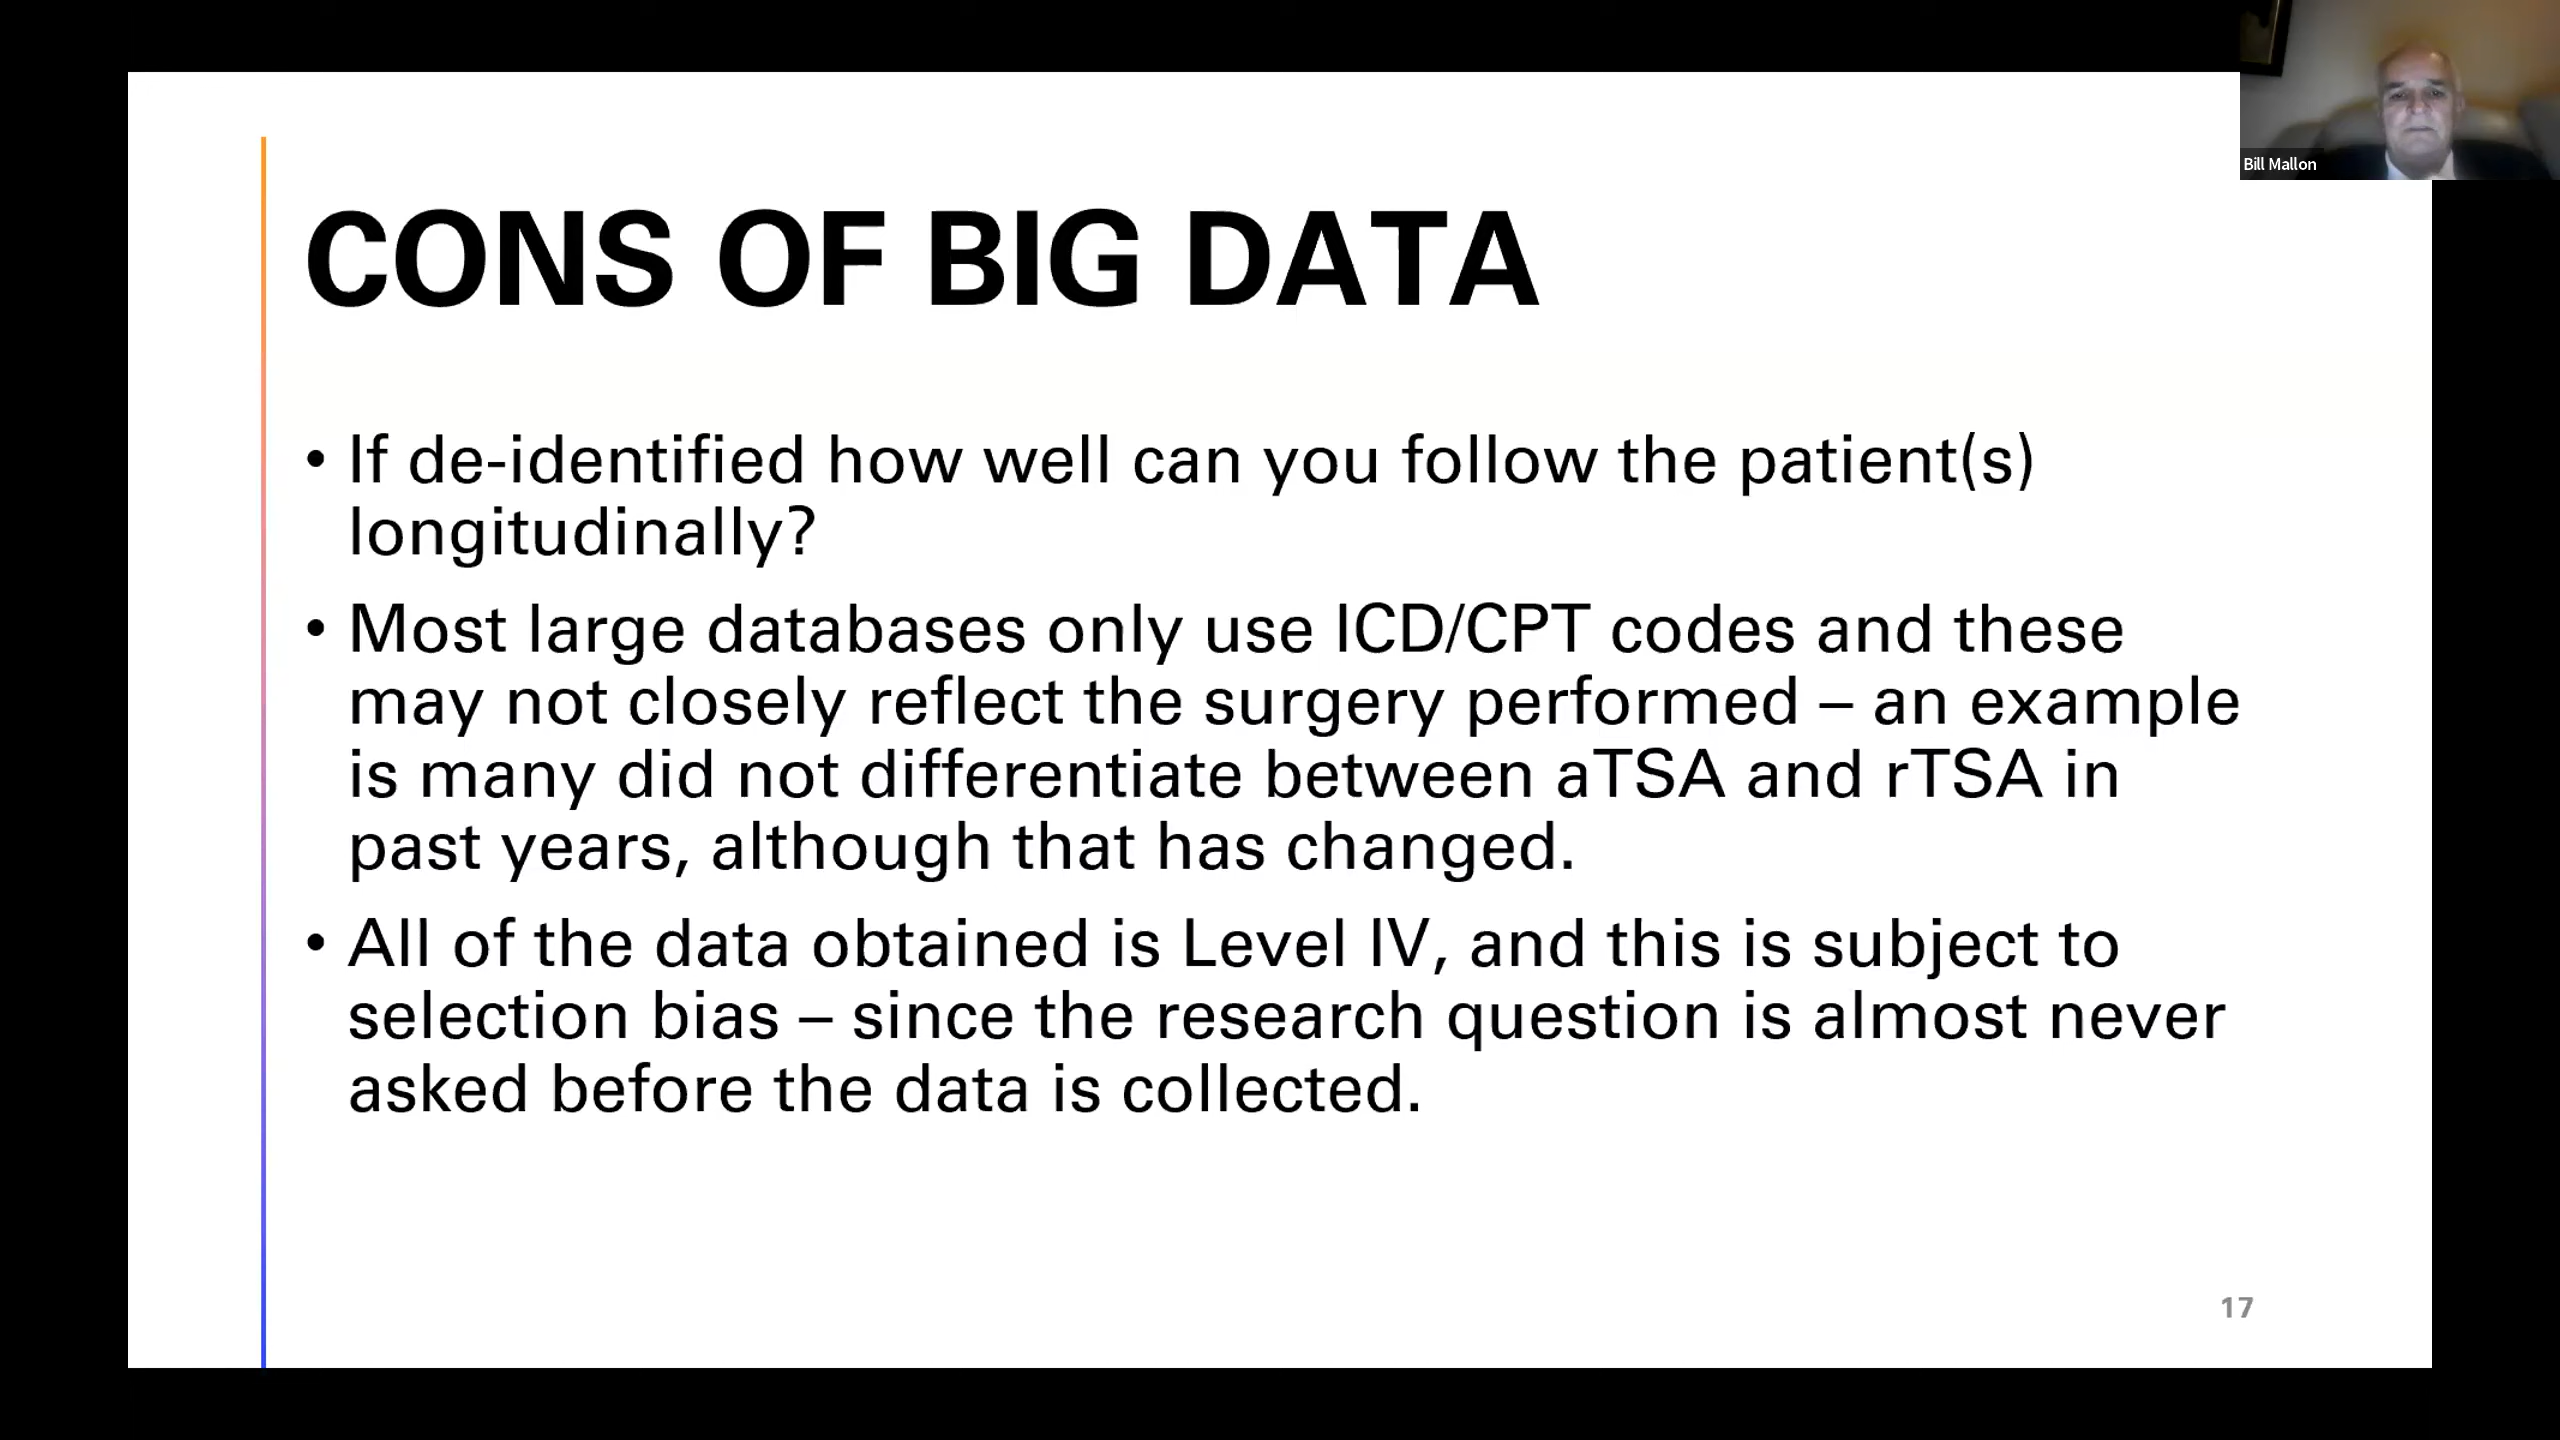 Bill Mallon
CONS OF BIG DATA
• If de-identified how well can you follow the patient(s)
longitudinally?
• Most large databases only use ICD/CPT codes and these
may not closely reflect the surgery performed – an example
is many did not differentiate between aTSA and rTSA in
past years, although that has changed.
• All of the data obtained is Level IV, and this is subject to
selection bias – since the research question is almost never
asked before the data is collected.
17